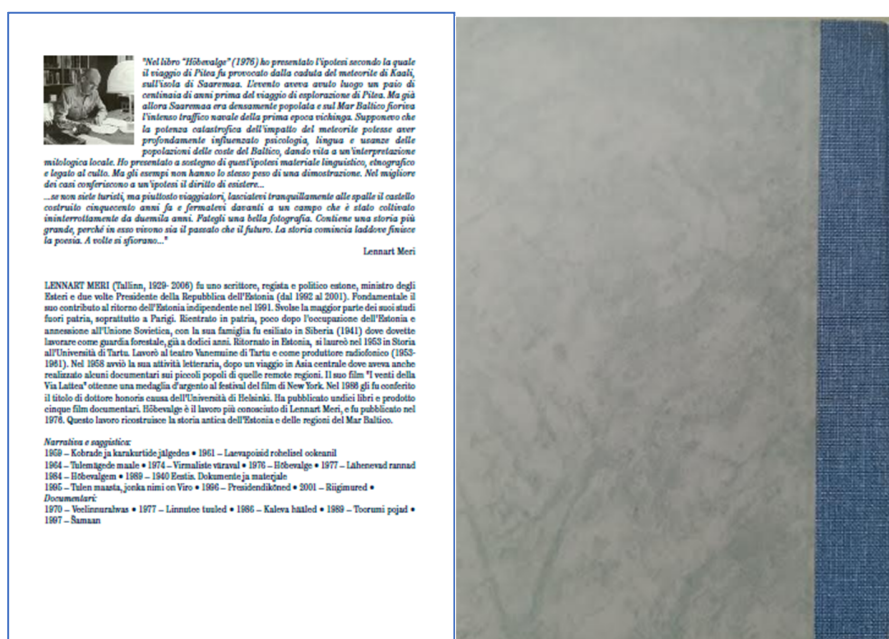 "Nel libro "Hõbevalge" (1976) ho presentato l'ipotesi secondo la quale
il viaggio di Pitea fu provocato dalla caduta del meteorite di Kaali,
sull'isola di Saaremaa. L'evento aveva avuto luogo un paio di
centinaia di anni prima del viaggio di esplorazione di Pitea. Ma già
allora Saaremaa era densamente popolata e sul Mar Baltico fioriva
l'intenso traffico navale della prima epoca vichinga. Supponevo che
la potenza catastrofica dell'impatto del meteorite potesse aver
profondamente influenzato psicologia, lingua e usanze delle
popolazioni delle coste del Baltico, dando vita a un'interpretazione
mitologica locale. Ho presentato a sostegno di quest'ipotesi materiale linguistico, etnografico
e legato al culto. Ma gli esempi non hanno lo stesso peso di una dimostrazione. Nel migliore
dei casi conferiscono a un'ipotesi il diritto di esistere...
...se non siete turisti, ma piuttosto viaggiatori, lasciatevi tranquillamente alle spalle il castello
costruito cinquecento anni fa e fermatevi davanti a un campo che è stato coltivato
ininterrottamente da duemila anni. Fategli una bella fotografia. Contiene una storia più
grande, perché in esso vivono sia il passato che il futuro. La storia comincia laddove finisce
la poesia. A volte si sfiorano..."
Lennart Meri
LENNART MERI (Tallinn, 1929- 2006) fu uno scrittore, regista e politico estone, ministro degli
Esteri e due volte Presidente della Repubblica dell'Estonia (dal 1992 al 2001). Fondamentale il
suo contributo al ritorno dell'Estonia indipendente nel 1991. Svolse la maggior parte dei suoi studi
fuori patria, soprattutto a Parigi. Rientrato in patria, poco dopo l'occupazione dell'Estonia e
annessione all'Unione Sovietica, con la sua famiglia fu esiliato in Siberia (1941) dove dovette
lavorare come guardia forestale, già a dodici anni. Ritornato in Estonia, si laureò nel 1953 in Storia
all'Università di Tartu. Lavorò al teatro Vanemuine di Tartu e come produttore radiofonico (1953-
1961). Nel 1958 avviò la sua attività letteraria, dopo un viaggio in Asia centrale dove aveva anche
realizzato alcuni documentari sui piccoli popoli di quelle remote regioni. Il suo film "I venti della
Via Lattea" ottenne una medaglia d'argento al festival del film di New York. Nel 1986 gli fu conferito
il titolo di dottore honoris causa dell'Università di Helsinki. Ha pubblicato undici libri e prodotto
cinque film documentari. Hõbevalge è il lavoro più conosciuto di Lennart Meri, e fu pubblicato nel
1976. Questo lavoro ricostruisce la storia antica dell'Estonia e delle regioni del Mar Baltico.
Narrativa e saggistica:
1959 – Kobrade ja karakurtide jälgedes • 1961 – Laevapoisid rohelisel ookeanil
1964 – Tulemägede maale • 1974 – Virmaliste väraval • 1976 – Hõbevalge • 1977 – Lähenevad rannad
1984 – Hõbevalgem • 1989 – 1940 Eestis. Dokumente ja materjale
1995 – Tulen maasta, jonka nimi on Viro • 1996 – Presidendikõned • 2001 – Riigimured •
Documentari:
1970 – Veelinnurahvas • 1977 – Linnutee tuuled • 1986 – Kaleva hääled • 1989 – Toorumi pojad •
1997 – Šamaan